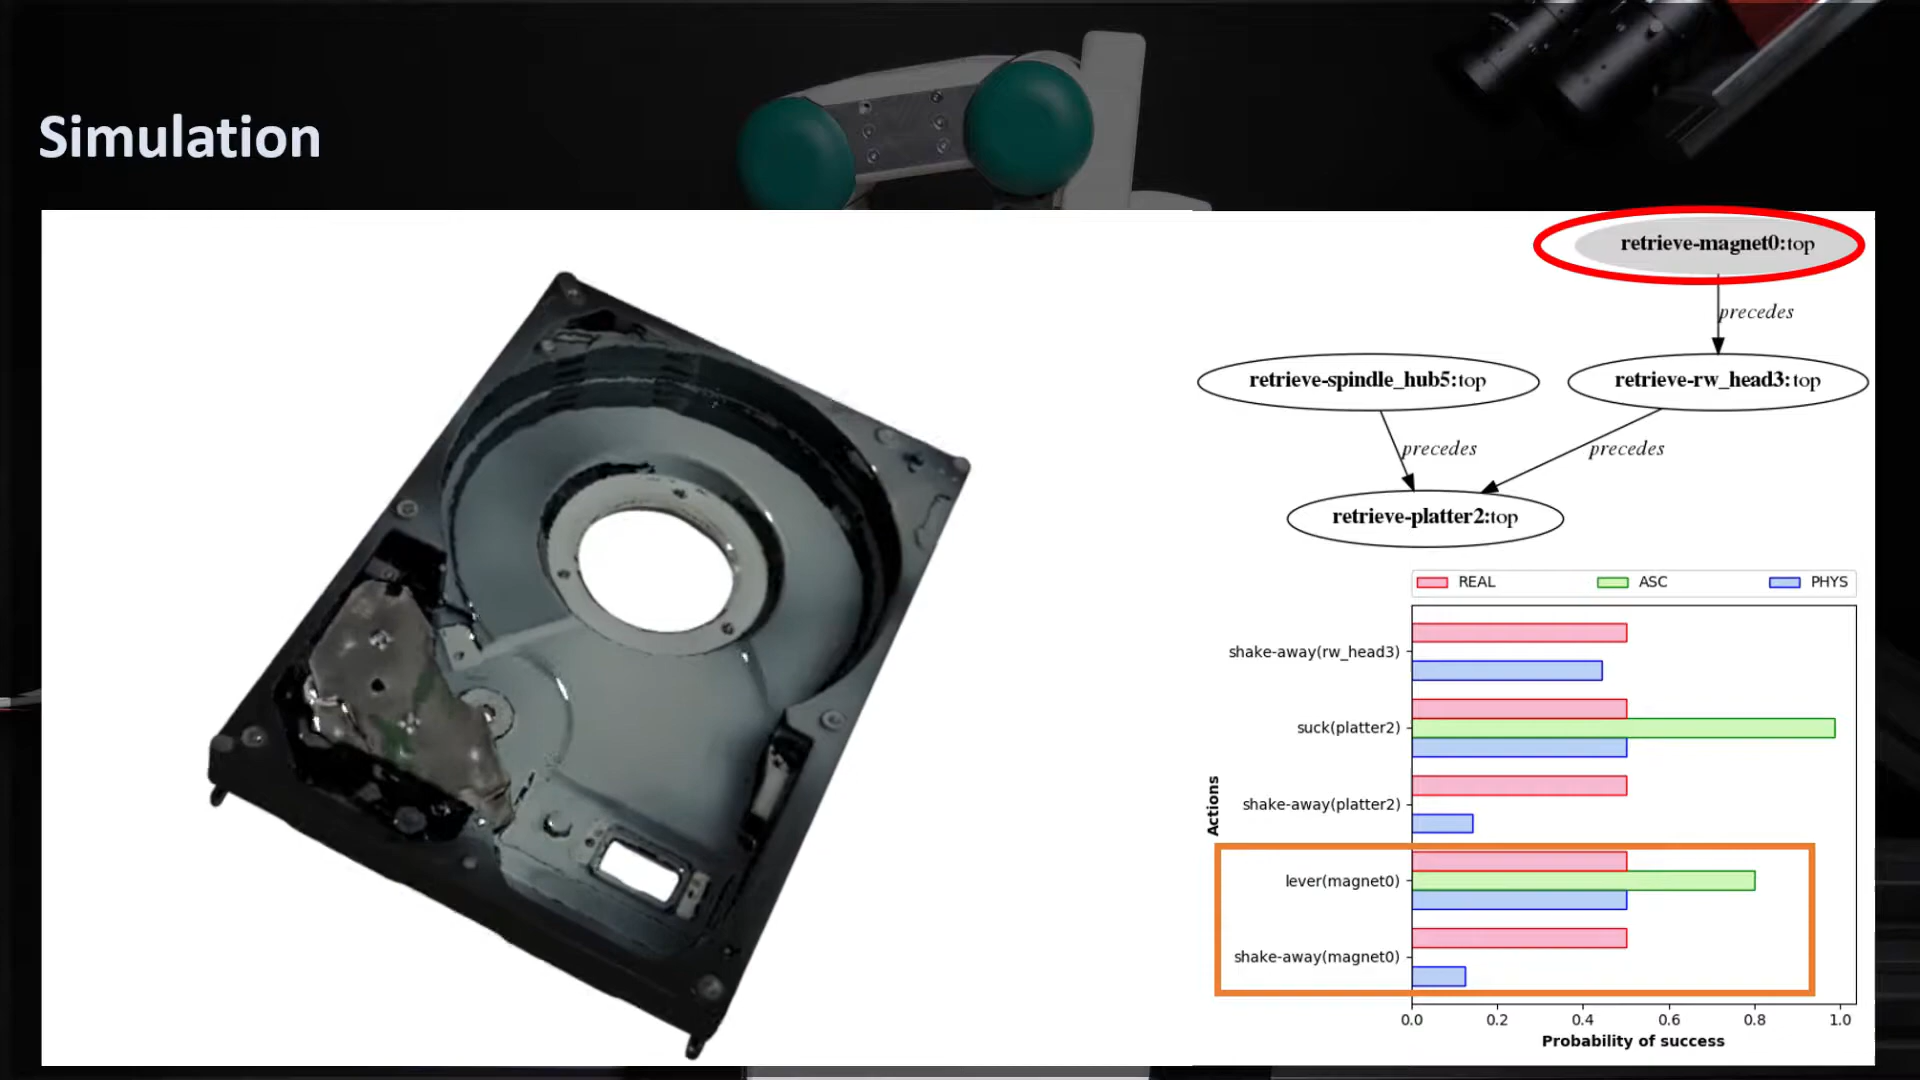 Simulation
retrieve-magnet0:top
precedes
retrieve-spindle_hub5:top
retrieve-rw_head3:top
precedes
precedes
retrieve-platter2:top
REAL
ASC
PHYS
shake-away(rw_head3)
suck(platter2)
shake-away(platter2)
lever(magnet0)
shake-away(magnet0)
Actions
0.0 0.2 0.4 0.6 0.8 1.0
Probability of success